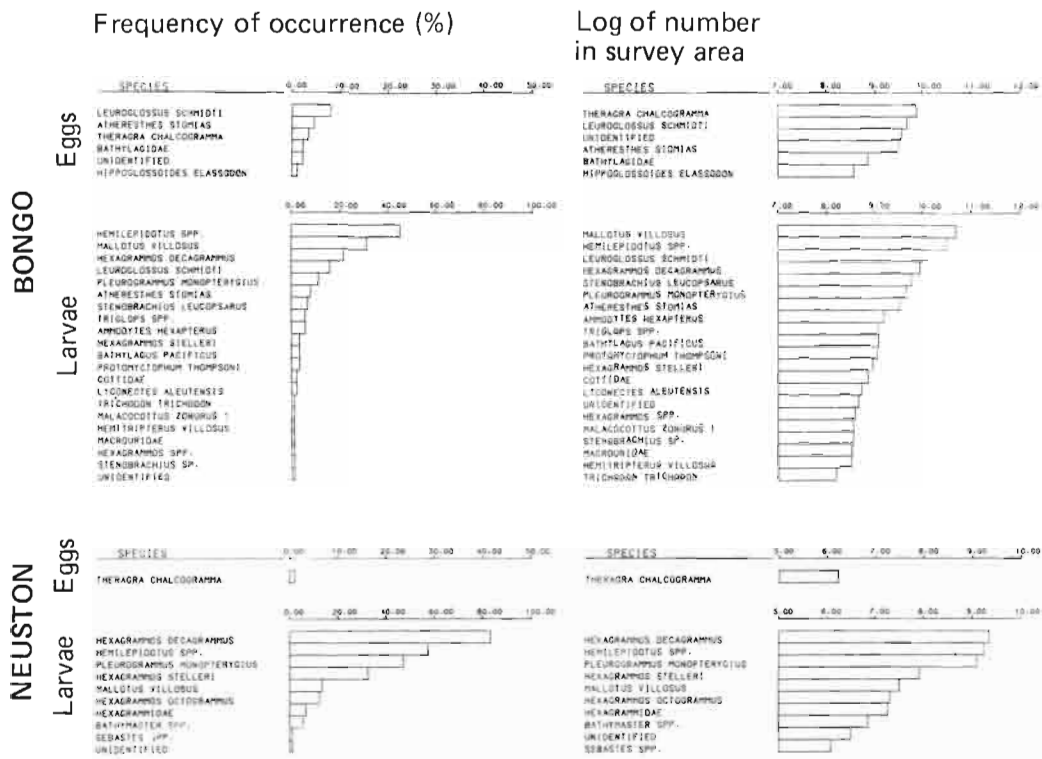 Frequency of occurrence (%)
Log of number
in survey area
BONGO
Eggs
SPECIES
0.00 10.00 20.00 30.00 40.00 50.00
LEUROGLOSSUS SCHMIDTI
ATHERESTHES STOMIAS
THERAGRA CHALCOGRAMMA
BATHYLAGIDAE
UNIDENTIFIED
HIPPOGLOSSOIDES ELASSODON
SPECIES
7.00 8.00 9.00 10.00 11.00 12.00
THERAGRA CHALCOGRAMMA
LEUROGLOSSUS SCHMIDTI
UNIDENTIFIED
ATHERESTHES STOMIAS
BATHYLAGIDAE
HIPPOGLOSSOIDES ELASSODON
Larvae
0.00 20.00 40.00 60.00 80.00 100.00
HEMILEPIDOTUS SPP.
MALLOTUS VILLOSUS
HEXAGRAMMOS DECAGRAMMUS
LEUROGLOSSUS SCHMIDTI
PLEUROGRAMMUS MONOPTERYGIUS
ATHERESTHES STOMIAS
STENOBRACHIUS LEUCOPSARUS
TRIGLOPS SPP.
AMMODYTES HEXAPTERUS
HEXAGRAMMOS STELLERI
BATHYLAGUS PACIFICUS
PROTOMYCTOPHUM THOMPSONI
COTTIDAE
LYCONECTES ALEUTENSIS
TRICHODON TRICHODON
MALACOCOTTUS ZONURUS ?
HEMITRIPTERUS VILLOSUS
MACROURIDAE
HEXAGRAMMOS SPP.
STENOBRACHIUS SP.
UNIDENTIFIED
7.00 8.00 9.00 10.00 11.00 12.00
MALLOTUS VILLOSUS
HEMILEPIDOTUS SPP.
LEUROGLOSSUS SCHMIDTI
HEXAGRAMMOS DECAGRAMMUS
STENOBRACHIUS LEUCOPSARUS
PLEUROGRAMMUS MONOPTERYGIUS
ATHERESTHES STOMIAS
AMMODYTES HEXAPTERUS
TRIGLOPS SPP.
BATHYLAGUS PACIFICUS
PROTOMYCTOPHUM THOMPSONI
HEXAGRAMMOS STELLERI
COTTIDAE
LYCONECTES ALEUTENSIS
UNIDENTIFIED
HEXAGRAMMOS SPP.
MALACOCOTTUS ZONURUS ?
STENOBRACHIUS SP.
MACROURIDAE
HEMITRIPTERUS VILLOSUS
TRICHODON TRICHODON
NEUSTON
Eggs
SPECIES
0.00 10.00 20.00 30.00 40.00 50.00
THERAGRA CHALCOGRAMMA
SPECIES
5.00 6.00 7.00 8.00 9.00 10.00
THERAGRA CHALCOGRAMMA
Larvae
0.00 20.00 40.00 60.00 80.00 100.00
HEXAGRAMMOS DECAGRAMMUS
HEMILEPIDOTUS SPP.
PLEUROGRAMMUS MONOPTERYGIUS
HEXAGRAMMOS STELLERI
MALLOTUS VILLOSUS
HEXAGRAMMOS OCTOGRAMMUS
HEXAGRAMMIDAE
BATHYMASTER SPP.
SEBASTES SPP.
UNIDENTIFIED
5.00 6.00 7.00 8.00 9.00 10.00
HEXAGRAMMOS DECAGRAMMUS
HEMILEPIDOTUS SPP.
PLEUROGRAMMUS MONOPTERYGIUS
HEXAGRAMMOS STELLERI
MALLOTUS VILLOSUS
HEXAGRAMMOS OCTOGRAMMUS
HEXAGRAMMIDAE
BATHYMASTER SPP.
UNIDENTIFIED
SEBASTES SPP.